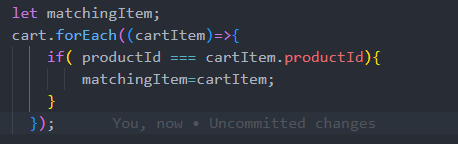 let matchingItem;
cart.forEach((cartItem)=>{
if( productId === cartItem.productId){
matchingItem=cartItem;
}
}); You, now • Uncommitted changes